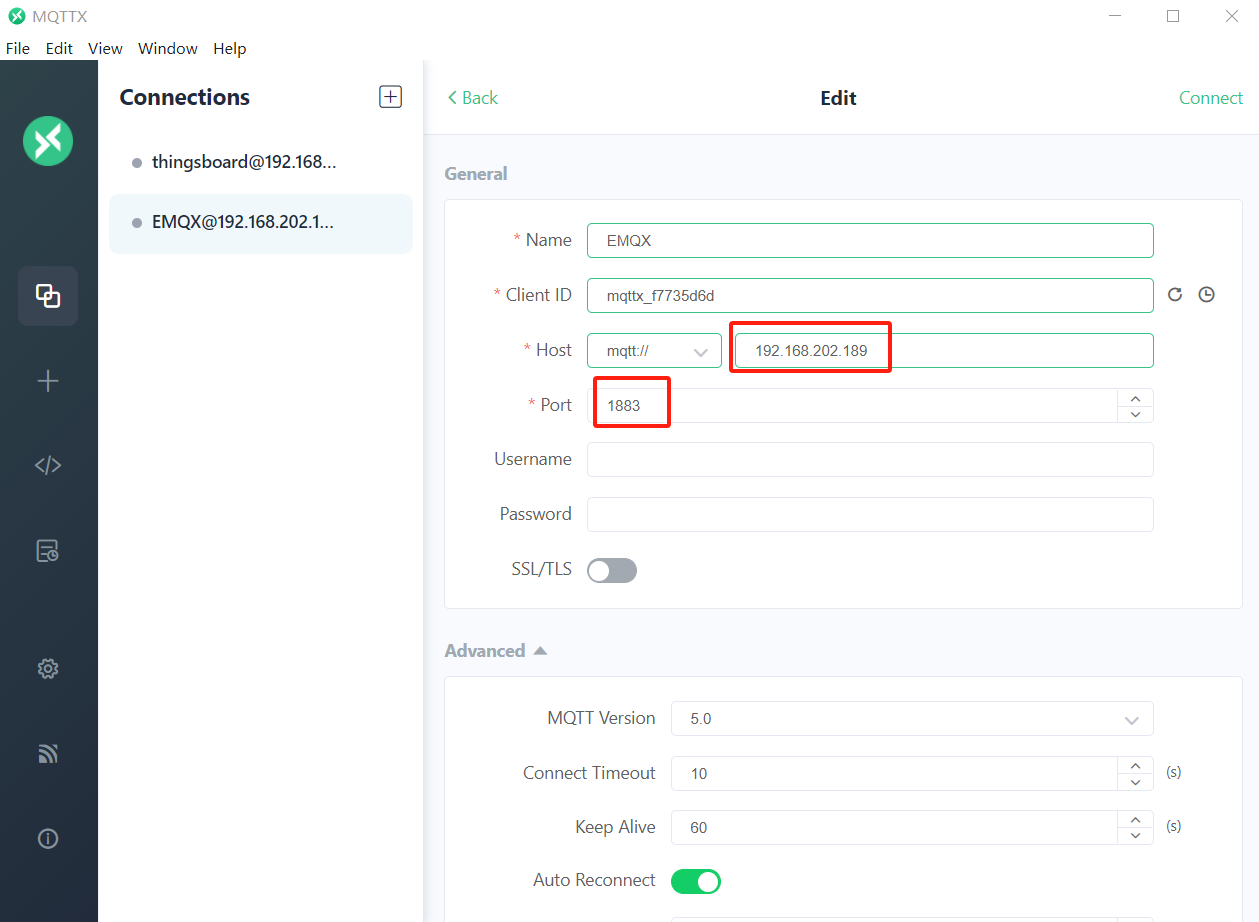 MQTTX
File Edit View Window Help
Connections
thingsboard@192.168...
EMQX@192.168.202.1...
Back
Edit
Connect
General
* Name EMQX
* Client ID mqttx_f7735d6d
* Host mqtt:// 192.168.202.189
* Port 1883
Username
Password
SSL/TLS
Advanced
MQTT Version 5.0
Connect Timeout 10 (s)
Keep Alive 60 (s)
Auto Reconnect